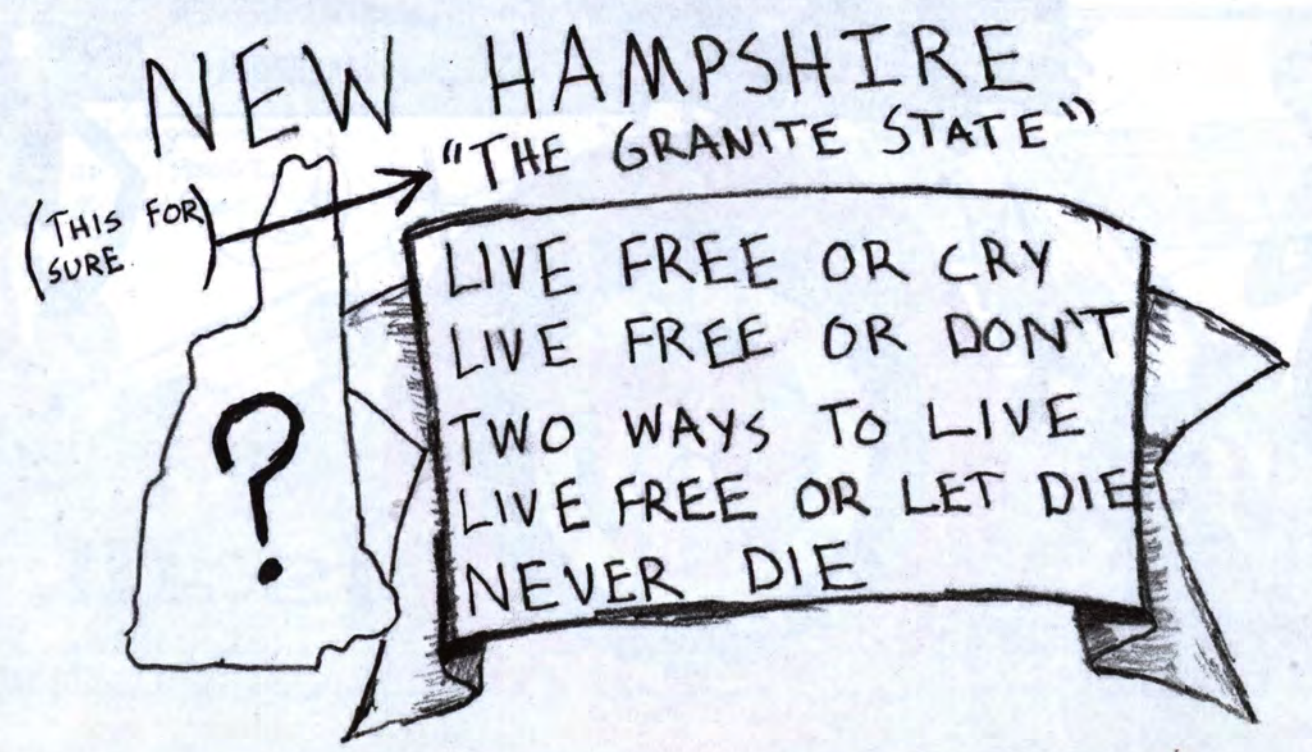 NEW HAMPSHIRE
"THE GRANITE STATE"
(THIS FOR
SURE)
LIVE FREE OR CRY
LIVE FREE OR DON'T
TWO WAYS TO LIVE
LIVE FREE OR LET DIE
NEVER DIE
?